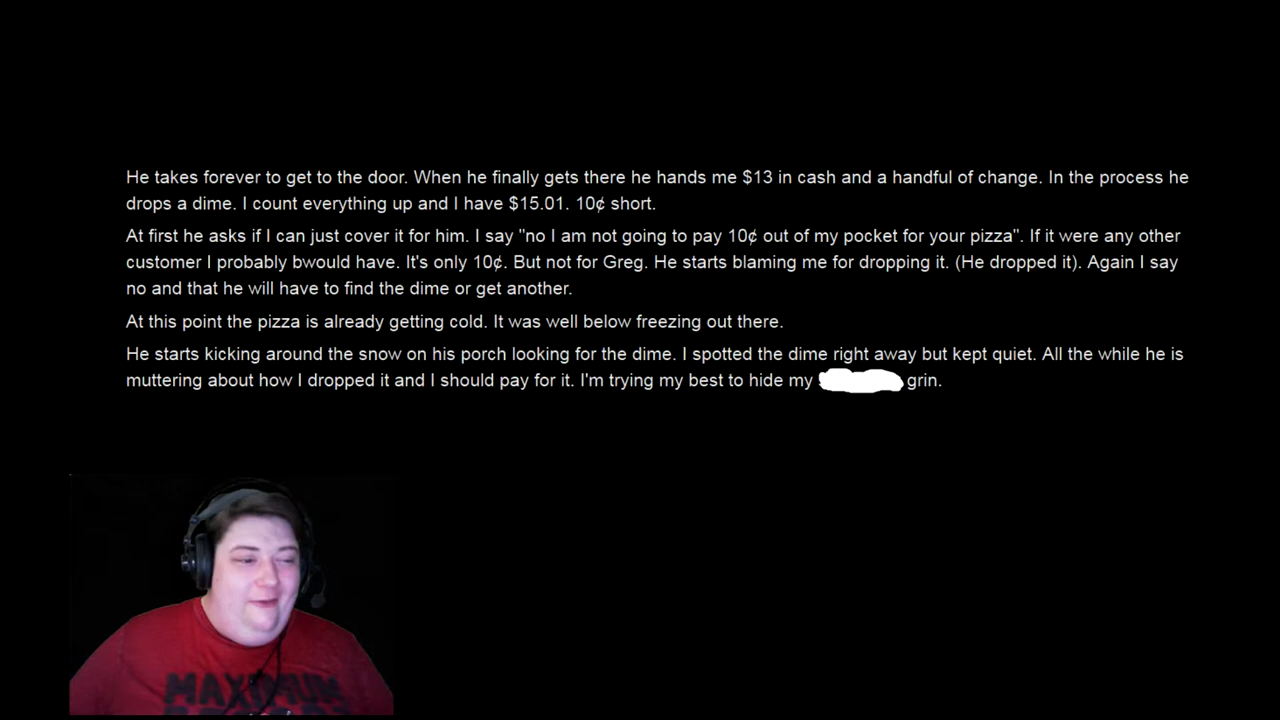 He takes forever to get to the door. When he finally gets there he hands me $13 in cash and a handful of change. In the process he
drops a dime. I count everything up and I have $15.01. 10¢ short.
At first he asks if I can just cover it for him. I say "no I am not going to pay 10¢ out of my pocket for your pizza". If it were any other
customer I probably bwould have. It's only 10¢. But not for Greg. He starts blaming me for dropping it. (He dropped it). Again I say
no and that he will have to find the dime or get another.
At this point the pizza is already getting cold. It was well below freezing out there.
He starts kicking around the snow on his porch looking for the dime. I spotted the dime right away but kept quiet. All the while he is
muttering about how I dropped it and I should pay for it. I'm trying my best to hide my grin.
MAXIMUM